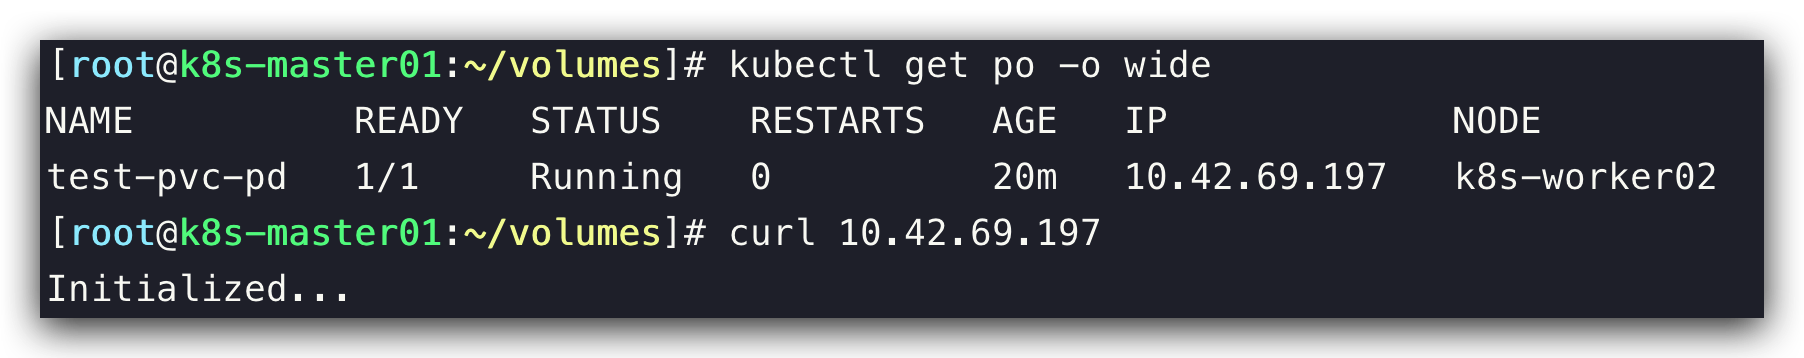 [root@k8s-master01:~/volumes]# kubectl get po -o wide
NAME          READY   STATUS    RESTARTS   AGE   IP             NODE
test-pvc-pd   1/1     Running   0          20m   10.42.69.197   k8s-worker02
[root@k8s-master01:~/volumes]# curl 10.42.69.197
Initialized...